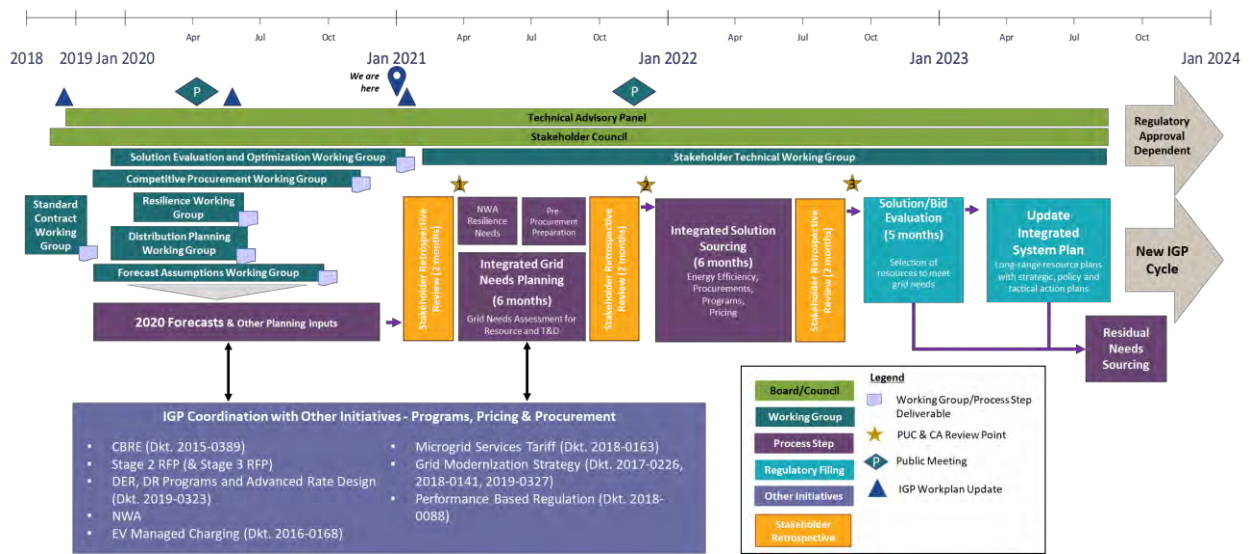 Apr
Jul
Oct
Apr
Jul
Oct
Apr
Jul
Oct
Apr
Jul
Oct
2018
2019 Jan 2020
Jan 2021
Jan 2022
Jan 2023
Jan 2024
We are
here
P
P
Technical Advisory Panel
Stakeholder Council
Solution Evaluation and Optimization Working Group
Stakeholder Technical Working Group
Competitive Procurement Working Group
Standard
Contract
Working
Group
Resilience Working
Group
Distribution Planning
Working Group
Forecast Assumptions Working Group
2020 Forecasts & Other Planning Inputs
Stakeholder Retrospective
Review (2 months)
1
NWA
Resilience
Needs
Pre
Procurement
Preparation
Integrated Grid
Needs Planning
(6 months)
Grid Needs Assessment for
Resource and T&D
Stakeholder Retrospective
Review (2 months)
2
Integrated Solution
Sourcing
(6 months)
Energy Efficiency,
Procurements,
Programs,
Pricing
Stakeholder Retrospective
Review (2 months)
3
Solution/Bid
Evaluation
(5 months)
Selection of
resources to meet
grid needs
Update
Integrated
System Plan
Long-range resource plans
with strategic, policy and
tactical action plans
Regulatory
Approval
Dependent
New IGP
Cycle
Residual
Needs
Sourcing
IGP Coordination with Other Initiatives - Programs, Pricing & Procurement
▪ CBRE (Dkt. 2015-0389)
▪ Stage 2 RFP (& Stage 3 RFP)
▪ DER, DR Programs and Advanced Rate Design
(Dkt. 2019-0323)
▪ NWA
▪ EV Managed Charging (Dkt. 2016-0168)
▪ Microgrid Services Tariff (Dkt. 2018-0163)
▪ Grid Modernization Strategy (Dkt. 2017-0226,
2018-0141, 2019-0327)
▪ Performance Based Regulation (Dkt. 2018-
0088)
Legend
Board/Council
Working Group
Process Step
Regulatory Filing
Other Initiatives
Stakeholder
Retrospective
Working Group/Process Step
Deliverable
PUC & CA Review Point
P
Public Meeting
IGP Workplan Update